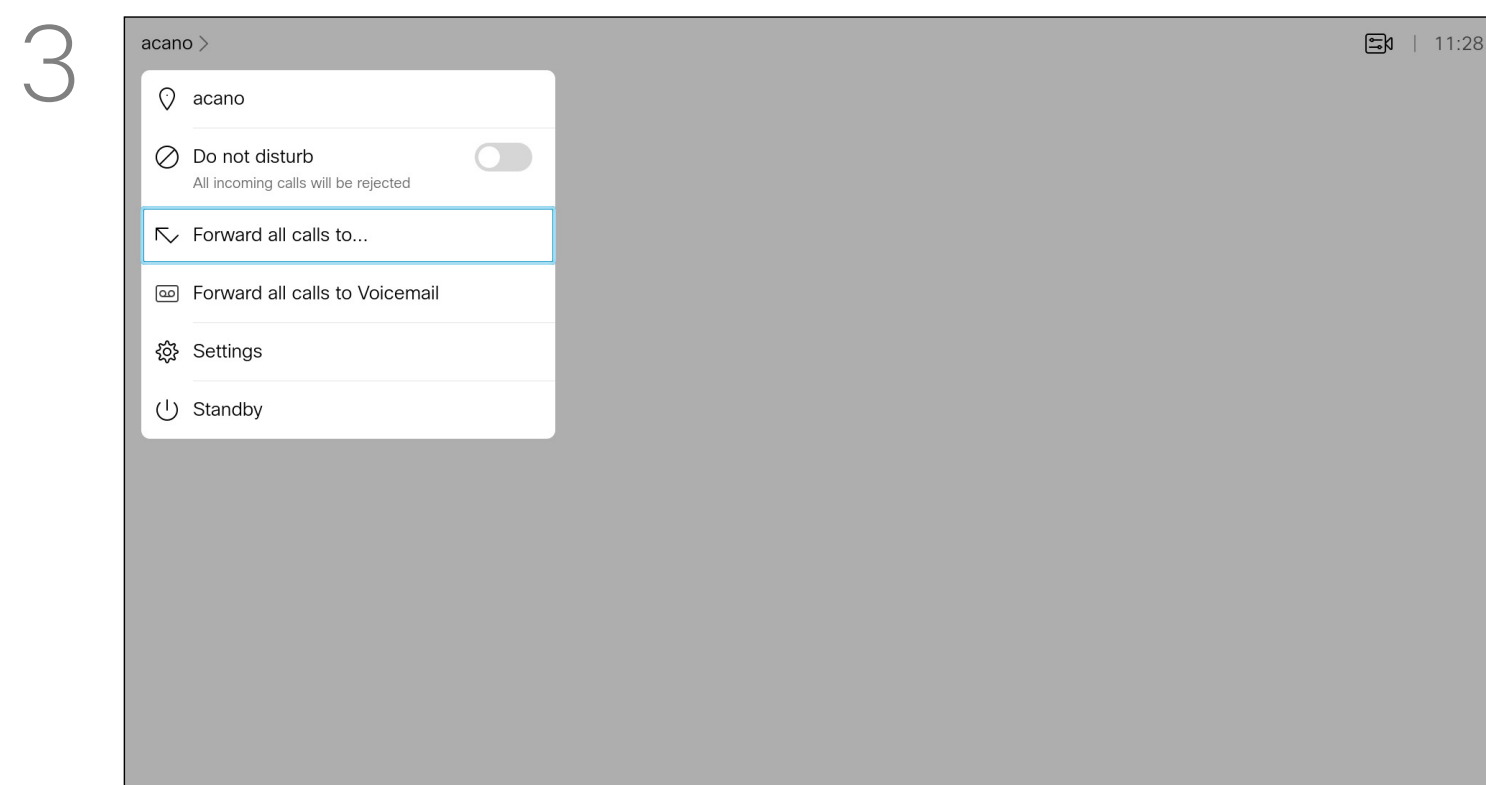 3
acano >
11:28
acano
Do not disturb
All incoming calls will be rejected
Forward all calls to...
Forward all calls to Voicemail
Settings
Standby